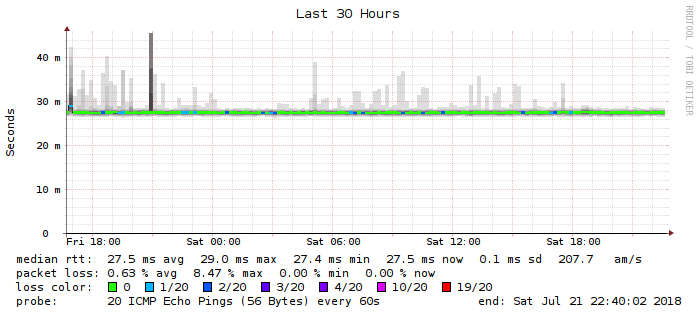 Last 30 Hours
RRDTOOL / TOBI OETIKER
Seconds
40 m
30 m
20 m
10 m
0
Fri 18:00 Sat 00:00 Sat 06:00 Sat 12:00 Sat 18:00
median rtt: 27.5 ms avg 29.0 ms max 27.4 ms min 27.5 ms now 0.1 ms sd 207.7 am/s
packet loss: 0.63 % avg 8.47 % max 0.00 % min 0.00 % now
loss color: 0 1/20 2/20 3/20 4/20 10/20 19/20
probe: 20 ICMP Echo Pings (56 Bytes) every 60s end: Sat Jul 21 22:40:02 2018